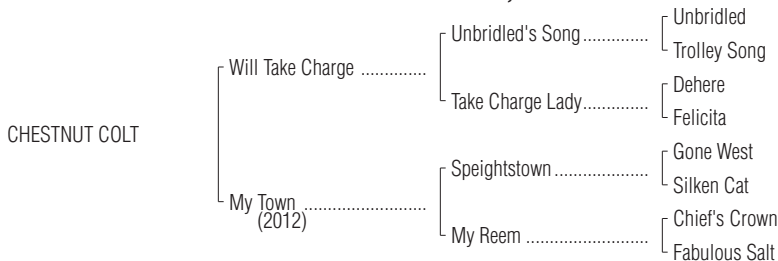 Unbridled
Unbridled's Song..............
Trolley Song
Will Take Charge ..............
Dehere
Take Charge Lady..............
Felicita
CHESTNUT COLT
Gone West
Speightstown ....................
Silken Cat
My Town ..........................
(2012)
Chief's Crown
My Reem ..........................
Fabulous Salt